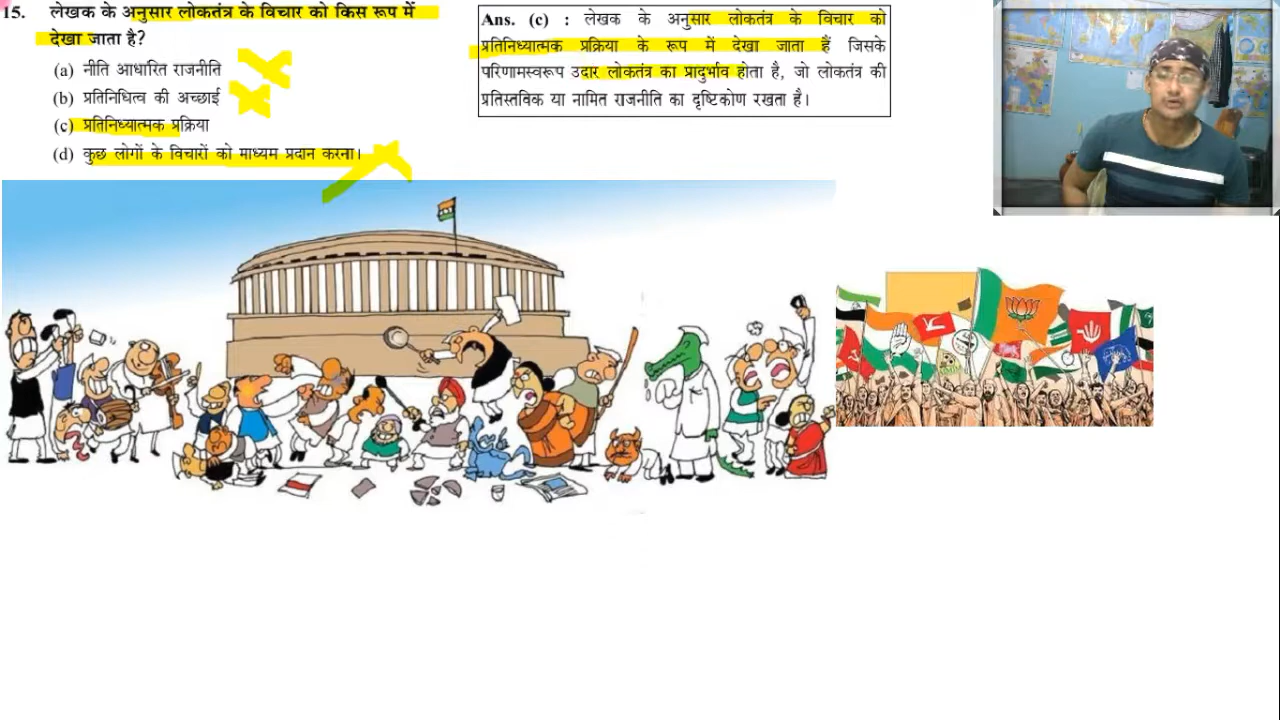 15. लेखक के अनुसार लोकतंत्र के विचार को किस रूप में
देखा जाता है?
(a) नीति आधारित राजनीति
(b) प्रतिनिधित्व की अच्छाई
(c) प्रतिनिध्यात्मक प्रक्रिया
(d) कुछ लोगों के विचारों को माध्यम प्रदान करना।
Ans. (c) : लेखक के अनुसार लोकतंत्र के विचार को
प्रतिनिध्यात्मक प्रक्रिया के रूप में देखा जाता हैं जिसके
परिणामस्वरूप उदार लोकतंत्र का प्रादुर्भाव होता है, जो लोकतंत्र की
प्रतिस्तविक या नामित राजनीति का दृष्टिकोण रखता है।